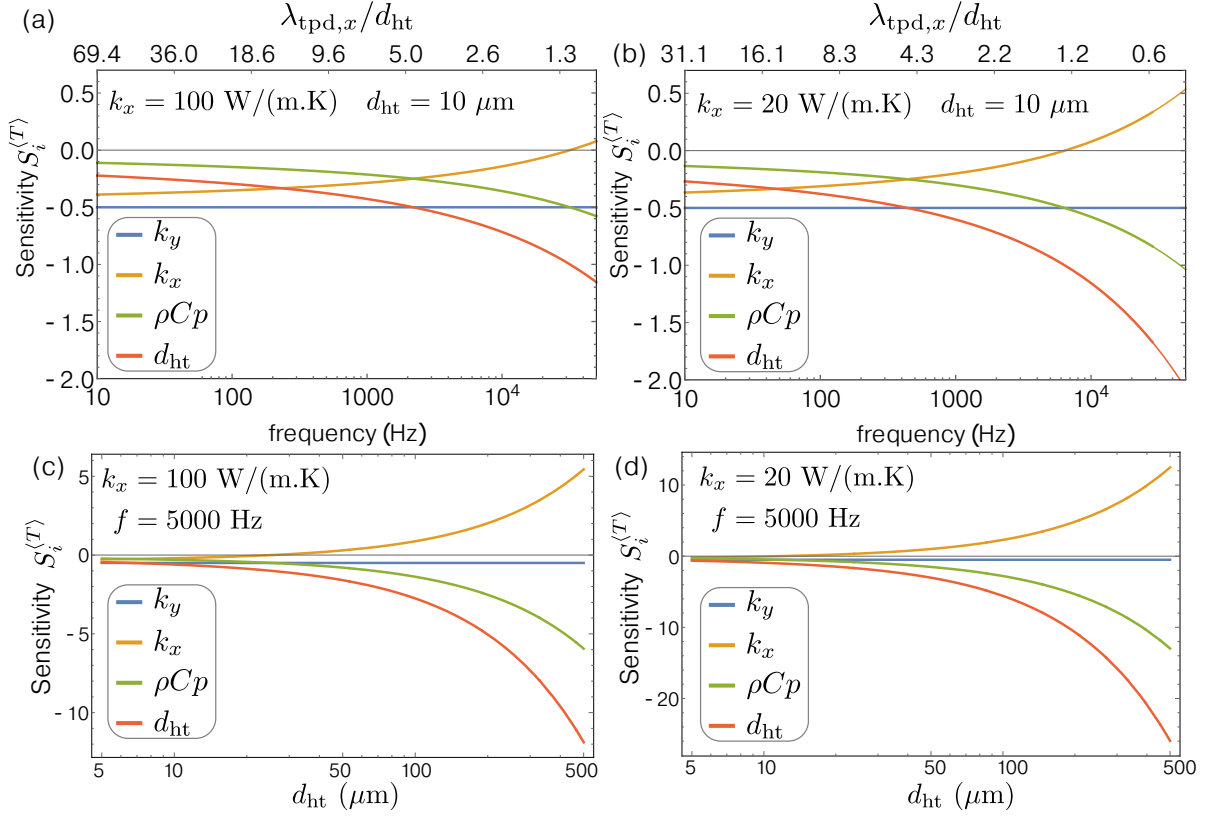 (a)
λtpd,x/dht
69.4 36.0 18.6 9.6 5.0 2.6 1.3
kx = 100 W/(m.K) dht = 10 μm
0.5
0.0
-0.5
-1.0
-1.5
-2.0
Sensitivity Si⟨T⟩
ky
kx
ρCp
dht
10 100 1000 10⁴
frequency (Hz)
(b)
λtpd,x/dht
31.1 16.1 8.3 4.3 2.2 1.2 0.6
kx = 20 W/(m.K) dht = 10 μm
0.5
0.0
-0.5
-1.0
-1.5
-2.0
Sensitivity Si⟨T⟩
ky
kx
ρCp
dht
10 100 1000 10⁴
frequency (Hz)
(c)
kx = 100 W/(m.K)
f = 5000 Hz
5
0
-5
-10
Sensitivity Si⟨T⟩
ky
kx
ρCp
dht
5 10 50 100 500
dht (μm)
(d)
kx = 20 W/(m.K)
f = 5000 Hz
10
0
-10
-20
Sensitivity Si⟨T⟩
ky
kx
ρCp
dht
5 10 50 100 500
dht (μm)